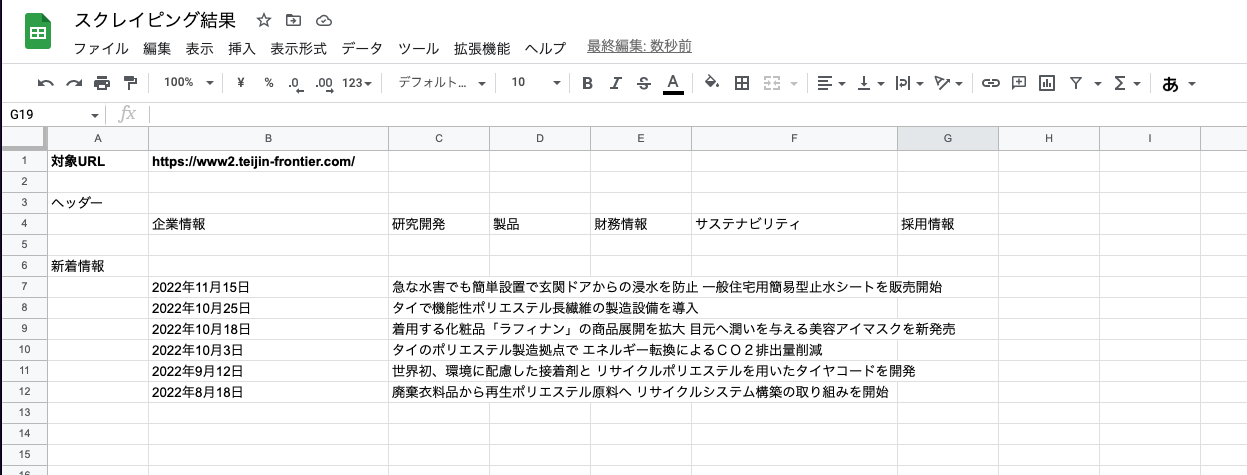 スクレイピング結果
ファイル 編集 表示 挿入 表示形式 データ ツール 拡張機能 ヘルプ 最終編集: 数秒前
100% ¥ % .0 .00 123 デフォルト... 10 B I S A あ
G19 fx
A B C D E F G H I
1 対象URL https://www2.teijin-frontier.com/
2
3 ヘッダー
4 企業情報 研究開発 製品 財務情報 サステナビリティ 採用情報
5
6 新着情報
7 2022年11月15日 急な水害でも簡単設置で玄関ドアからの浸水を防止 一般住宅用簡易型止水シートを販売開始
8 2022年10月25日 タイで機能性ポリエステル長繊維の製造設備を導入
9 2022年10月18日 着用する化粧品「ラフィナン」の商品展開を拡大 目元へ潤いを与える美容アイマスクを新発売
10 2022年10月3日 タイのポリエステル製造拠点で エネルギー転換によるＣＯ２排出量削減
11 2022年9月12日 世界初、環境に配慮した接着剤と リサイクルポリエステルを用いたタイヤコードを開発
12 2022年8月18日 廃棄衣料品から再生ポリエステル原料へ リサイクルシステム構築の取り組みを開始
13
14
15
16